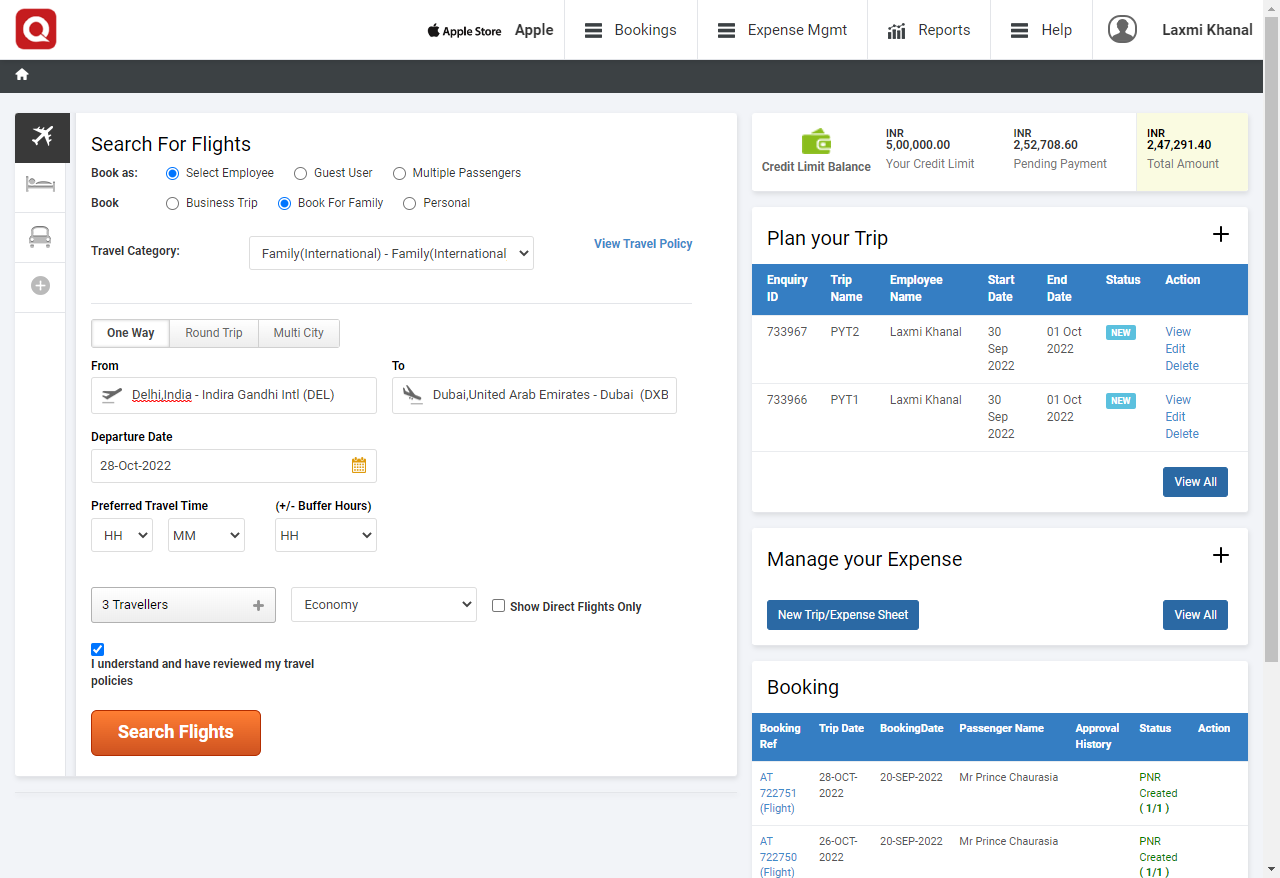 Apple Store
Apple
Bookings
Expense Mgmt
Reports
Help
Laxmi Khanal
Search For Flights
Book as:
Select Employee
Guest User
Multiple Passengers
Book
Business Trip
Book For Family
Personal
Travel Category:
Family(International) - Family(International
View Travel Policy
One Way
Round Trip
Multi City
From
To
Delhi,India - Indira Gandhi Intl (DEL)
Dubai,United Arab Emirates - Dubai (DXB
Departure Date
28-Oct-2022
Preferred Travel Time
(+/- Buffer Hours)
HH
MM
HH
3 Travellers
Economy
Show Direct Flights Only
I understand and have reviewed my travel
policies
Search Flights
Credit Limit Balance
INR
5,00,000.00
Your Credit Limit
INR
2,52,708.60
Pending Payment
INR
2,47,291.40
Total Amount
Plan your Trip
Enquiry
ID
Trip
Name
Employee
Name
Start
Date
End
Date
Status
Action
733967
PYT2
Laxmi Khanal
30
Sep
2022
01 Oct
2022
NEW
View
Edit
Delete
733966
PYT1
Laxmi Khanal
30
Sep
2022
01 Oct
2022
NEW
View
Edit
Delete
View All
Manage your Expense
New Trip/Expense Sheet
View All
Booking
Booking
Ref
Trip Date
BookingDate
Passenger Name
Approval
History
Status
Action
AT
722751
(Flight)
28-OCT-
2022
20-SEP-2022
Mr Prince Chaurasia
PNR
Created
( 1/1 )
AT
722750
(Flight)
26-OCT-
2022
20-SEP-2022
Mr Prince Chaurasia
PNR
Created
( 1/1 )